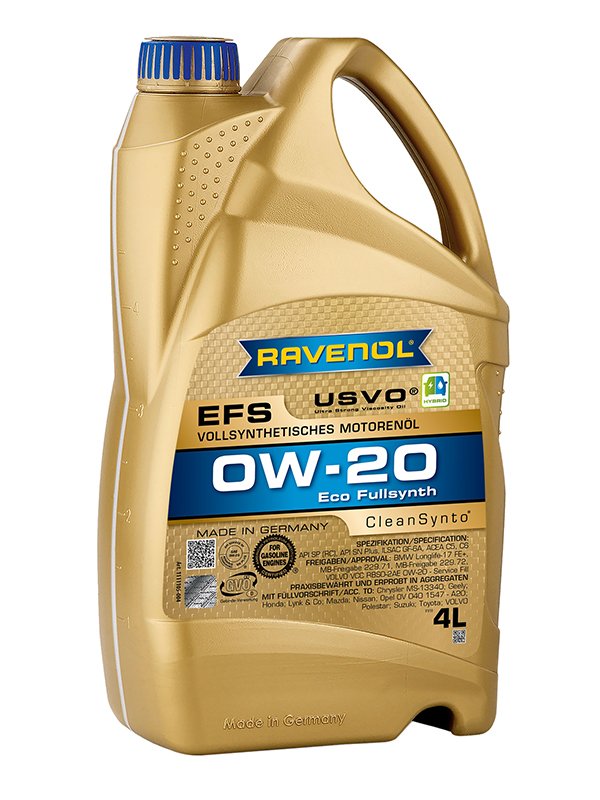 RAVENOL®
USVO®
Ultra Strong Viscosity Oil
HYBRID
EFS
VOLLSYNTHETISCHES MOTORENÖL
0W-20
Eco Fullsynth
CleanSynto®
MADE IN GERMANY
FOR GASOLINE ENGINES
SPEZIFIKATION/SPECIFICATION:
API SP (RC), API SN Plus, ILSAC GF-6A, ACEA C5, C6
FREIGABEN/APPROVAL: BMW Longlife-17 FE+,
MB-Freigabe 229.71, MB-Freigabe 229.72,
VOLVO VCC RBS0-2AE 0W-20 - Service Fill
PRAXISBEWÄHRT UND ERPROBT IN AGGREGATEN
MIT FÜLLVORSCHRIFT/ACC. TO: Chrysler MS-13340, Geely,
Honda; Lynk & Co; Mazda; Nissan, Opel OV 040 1547 - A20,
Polestar; Suzuki; Toyota; VOLVO
4L
Made in Germany